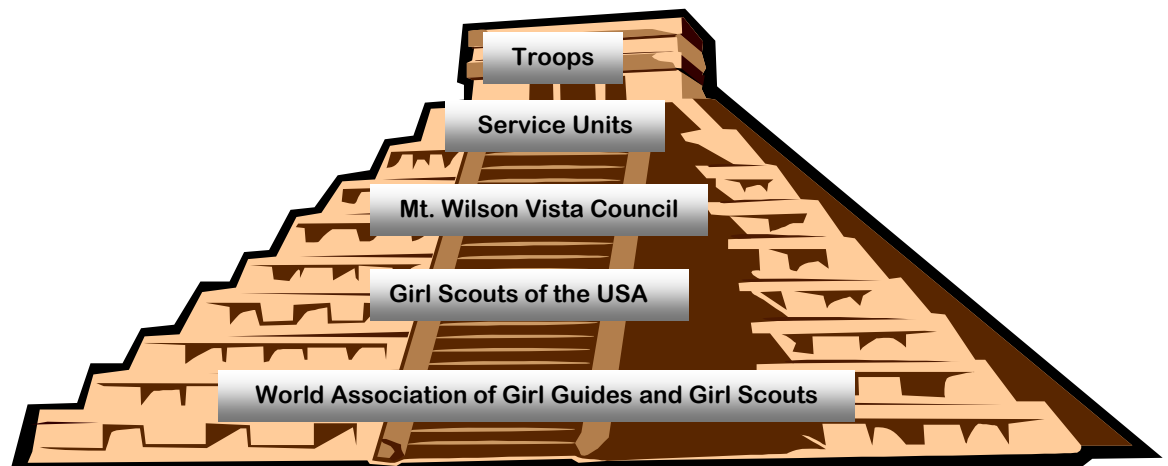 Troops
Service Units
Mt. Wilson Vista Council
Girl Scouts of the USA
World Association of Girl Guides and Girl Scouts